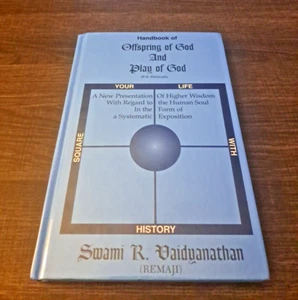 Handbook of
Offspring of God
And
Play of God
YOUR LIFE
A New Presentation Of Higher Wisdom
With Regard to the Human Soul
In the Form of
a Systematic Exposition
SQUARE
WITH
HISTORY
Swami R. Vaidyanathan
(REMAJI)